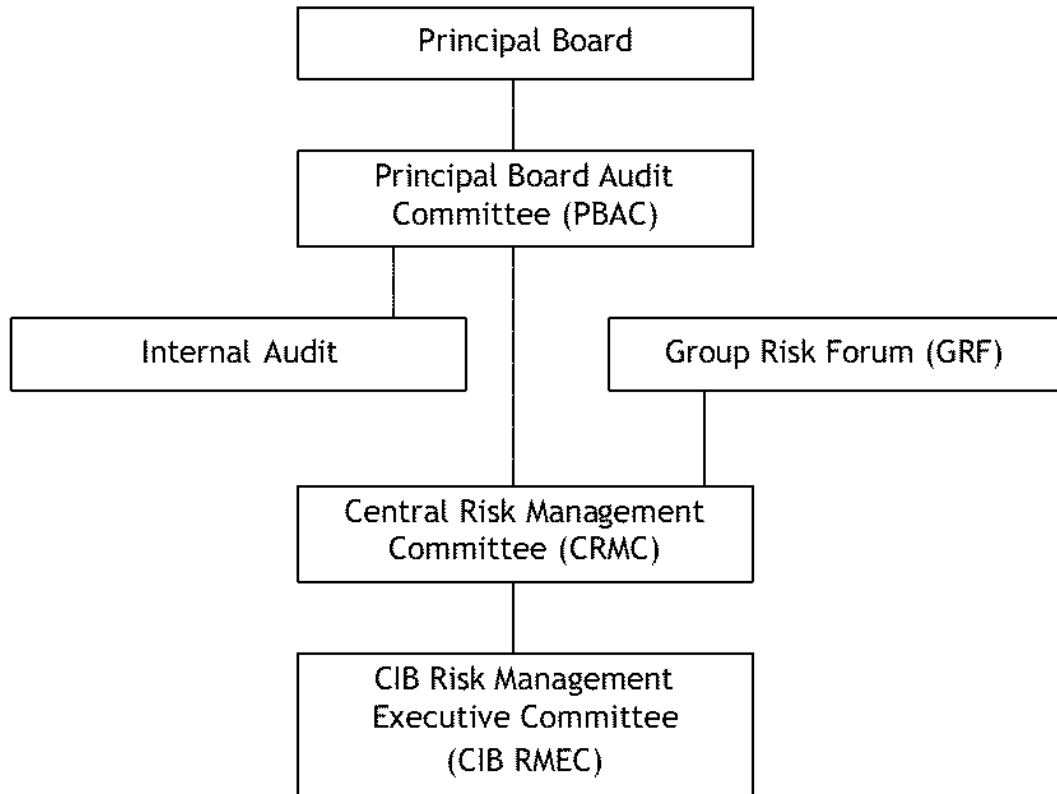 Principal Board
Principal Board Audit
Committee (PBAC)
Internal Audit
Group Risk Forum (GRF)
Central Risk Management
Committee (CRMC)
CIB Risk Management
Executive Committee
(CIB RMEC)